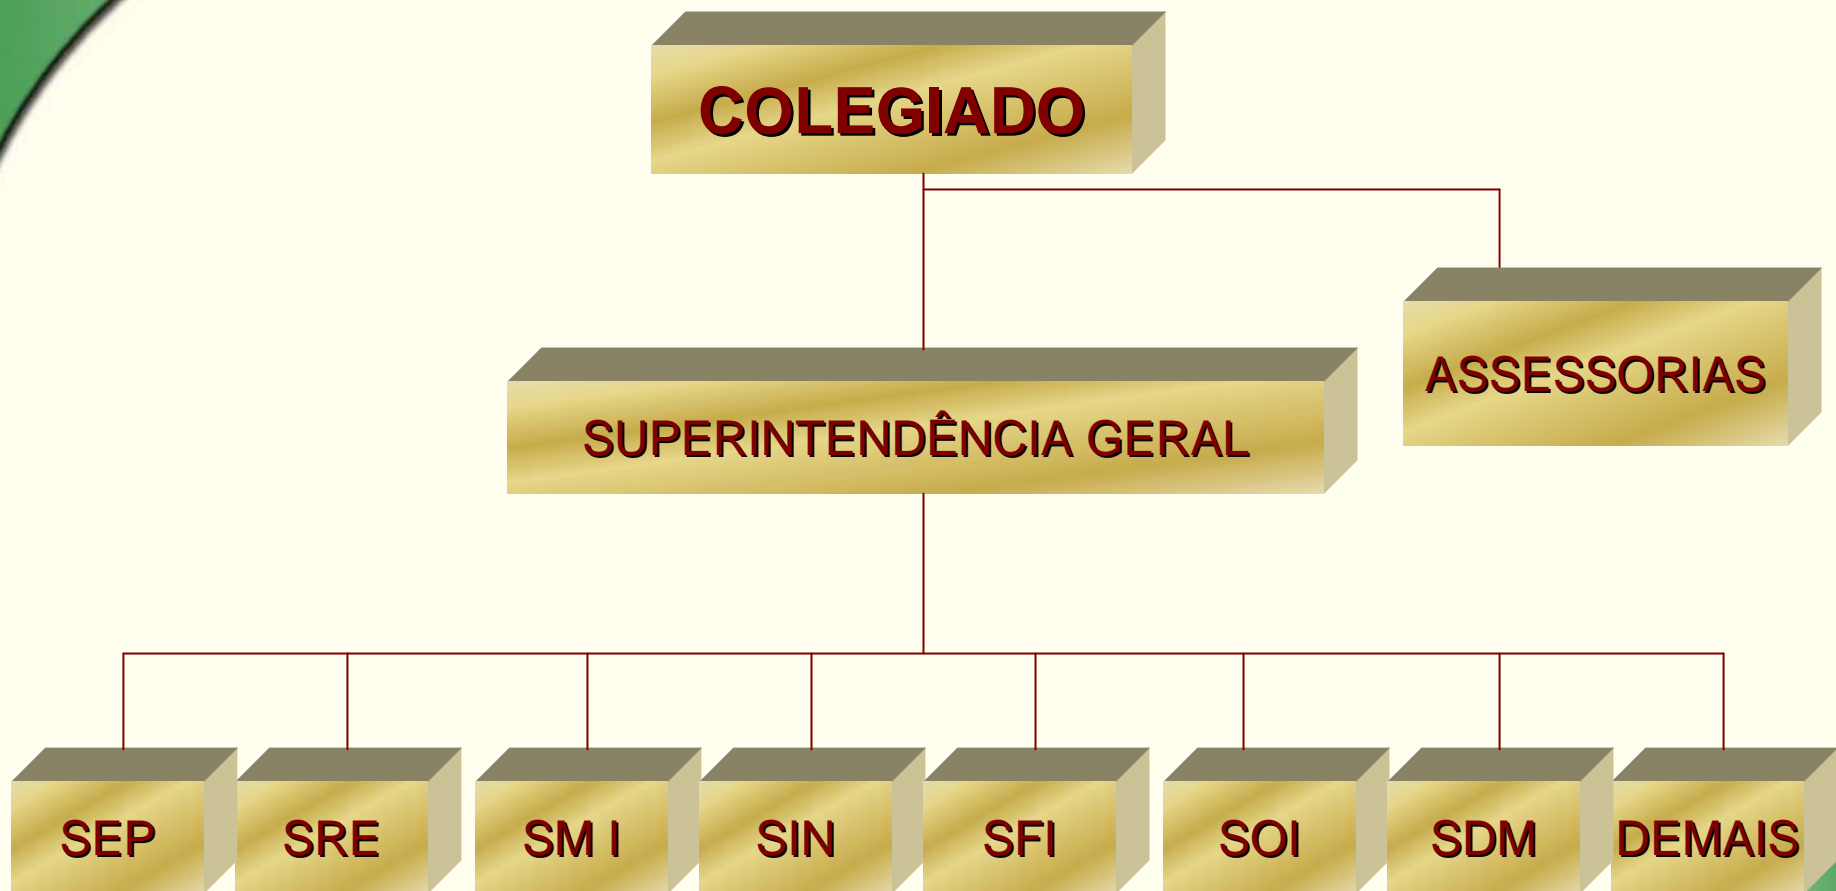 COLEGIADO
ASSESSORIAS
SUPERINTENDÊNCIA GERAL
SEP
SRE
SM I
SIN
SFI
SOI
SDM
DEMAIS